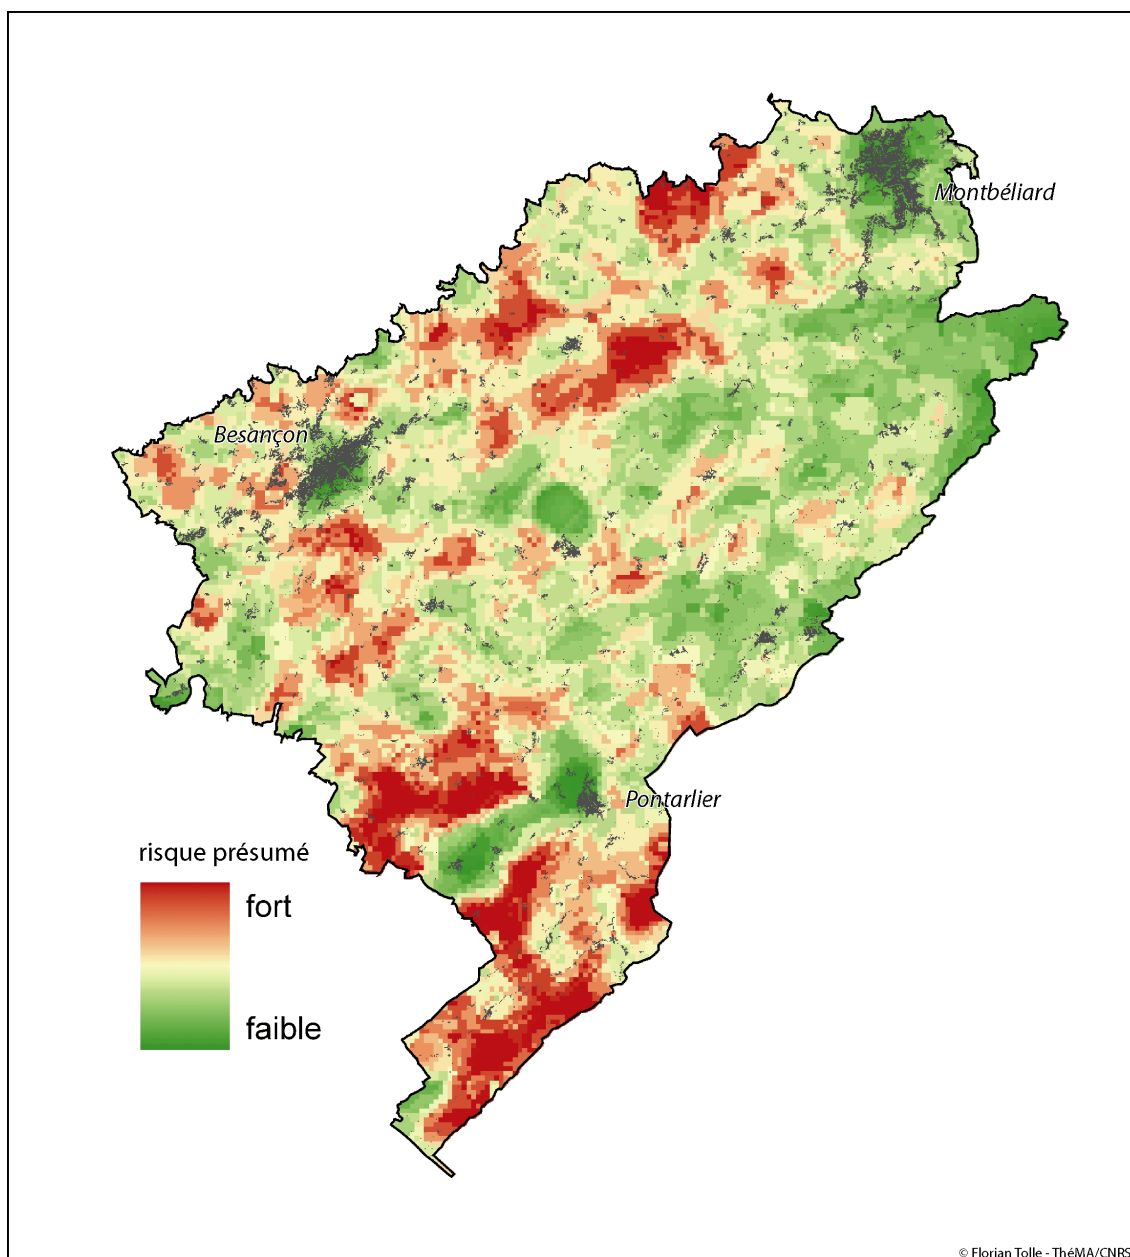 Montbéliard
Besançon
Pontarlier
risque présumé
fort
faible
© Florian Tolle - ThéMA/CNRS